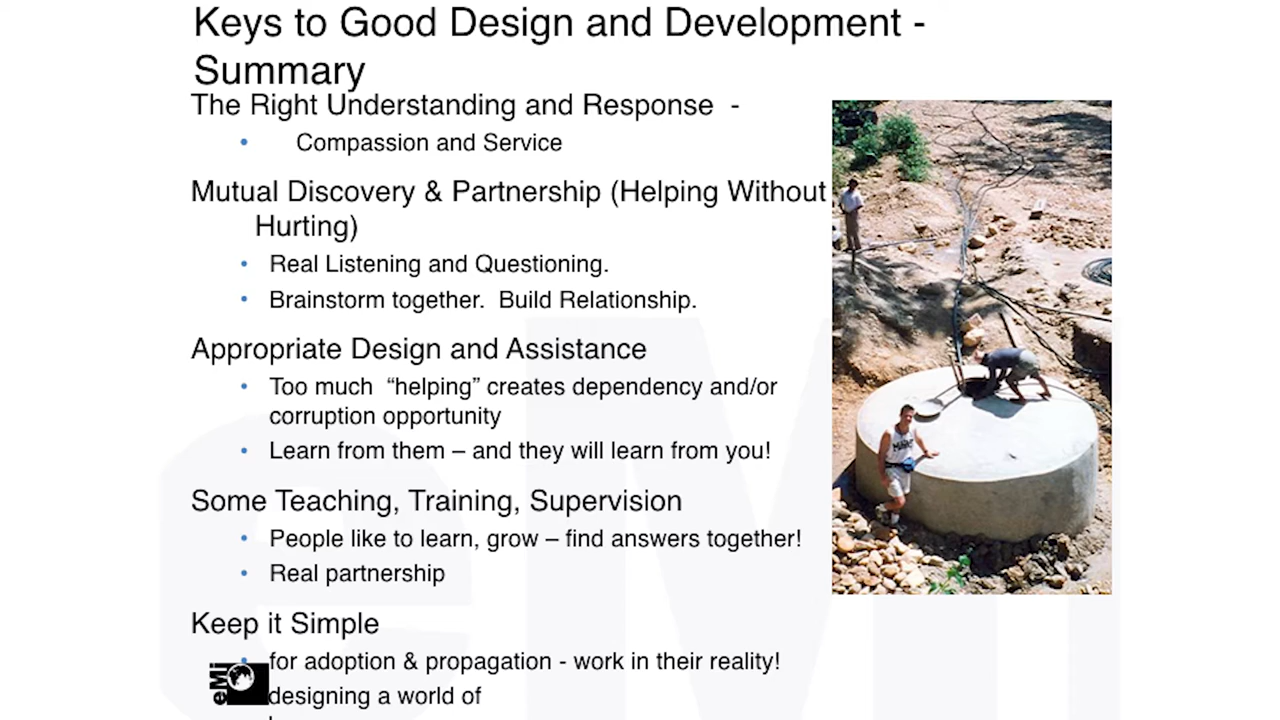 Keys to Good Design and Development -
Summary
The Right Understanding and Response -
• Compassion and Service
Mutual Discovery & Partnership (Helping Without
Hurting)
• Real Listening and Questioning.
• Brainstorm together. Build Relationship.
Appropriate Design and Assistance
• Too much “helping” creates dependency and/or
corruption opportunity
• Learn from them – and they will learn from you!
Some Teaching, Training, Supervision
• People like to learn, grow – find answers together!
• Real partnership
Keep it Simple
• for adoption & propagation - work in their reality!
eMi
designing a world of